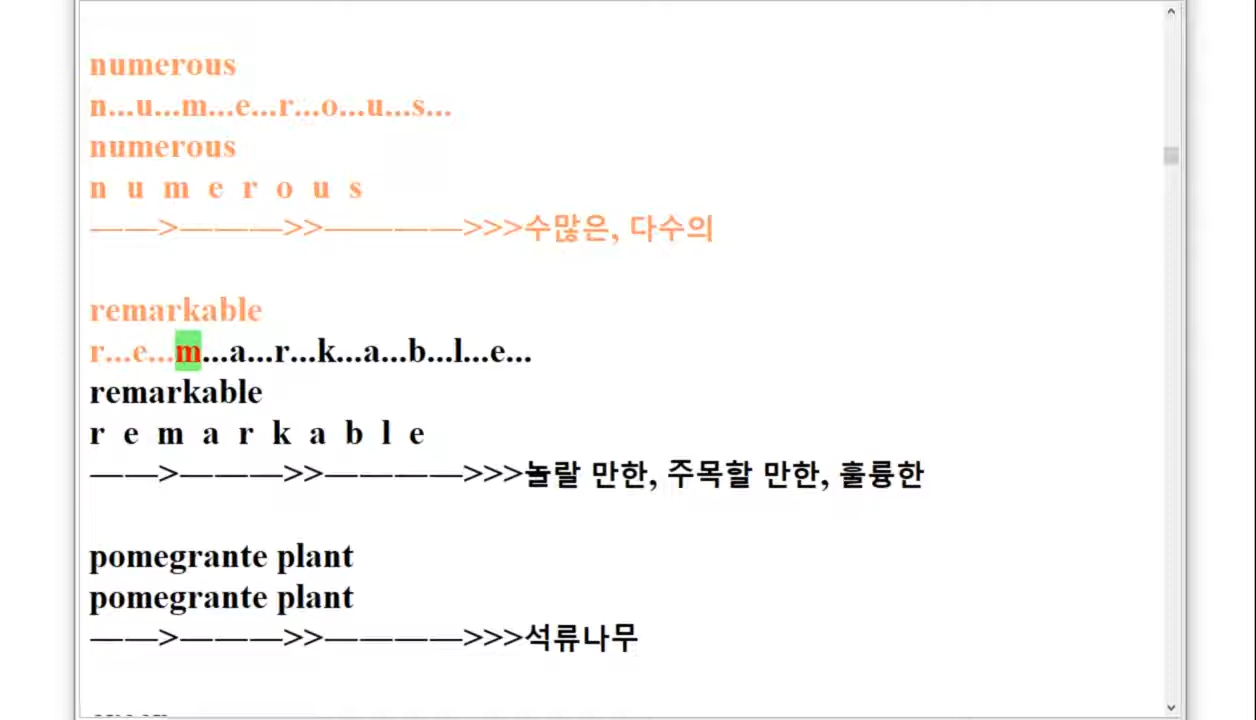 numerous
n...u...m...e...r...o...u...s...
numerous
n u m e r o u s
——>———>>————>>>수많은, 다수의
remarkable
r...e...m...a...r...k...a...b...l...e...
remarkable
r e m a r k a b l e
——>———>>————>>>놀랄 만한, 주목할 만한, 훌륭한
pomegrante plant
pomegrante plant
——>———>>————>>>석류나무